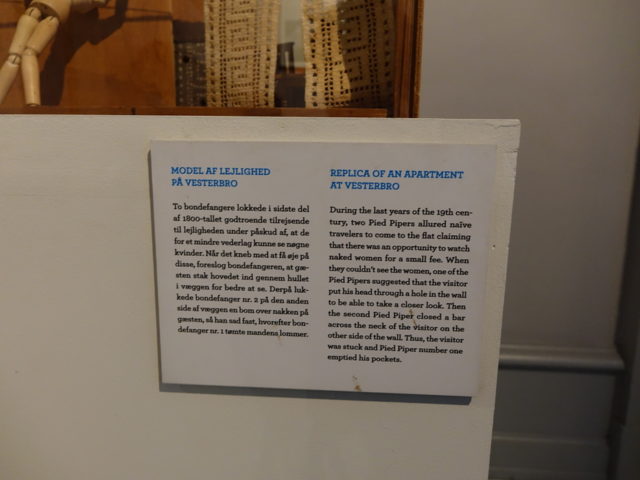 MODEL AF LEJLIGHED
PÅ VESTERBRO
To bondefangere lokkede i sidste del
af 1800-tallet godtroende tilrejsende
til lejligheden under påskud af, at de
for et mindre vederlag kunne se nøgne
kvinder. Når det kneb med at få øje på
disse, foreslog bondefangeren, at gæ-
sten stak hovedet ind gennem hullet
i væggen for bedre at se. Derpå luk-
kede bondefanger nr. 2 på den anden
side af væggen en bom over nakken på
gæsten, så han sad fast, hvorefter bon-
defanger nr. 1 tømte mandens lommer.
REPLICA OF AN APARTMENT
AT VESTERBRO
During the last years of the 19th cen-
tury, two Pied Pipers allured naïve
travelers to come to the flat claiming
that there was an opportunity to watch
naked women for a small fee. When
they couldn't see the women, one of the
Pied Pipers suggested that the visitor
put his head through a hole in the wall
to be able to take a closer look. Then
the second Pied Piper closed a bar
across the neck of the visitor on the
other side of the wall. Thus, the visitor
was stuck and Pied Piper number one
emptied his pockets.